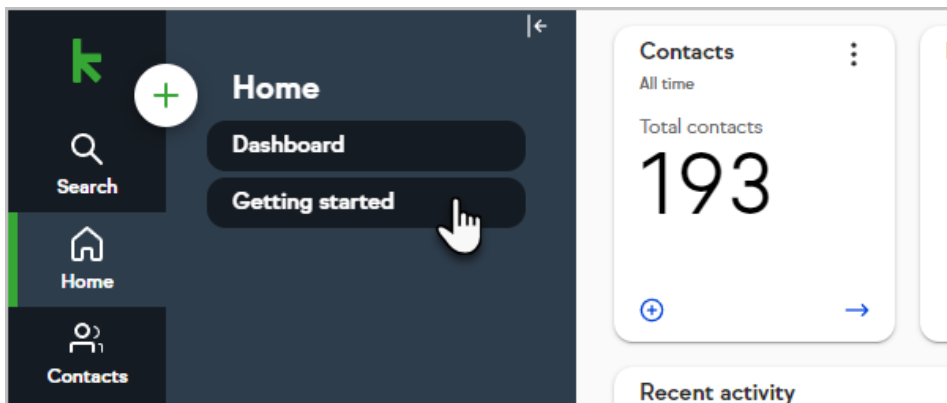 Search
Home
Contacts
Home
Dashboard
Getting started
Contacts
All time
Total contacts
193
Recent activity